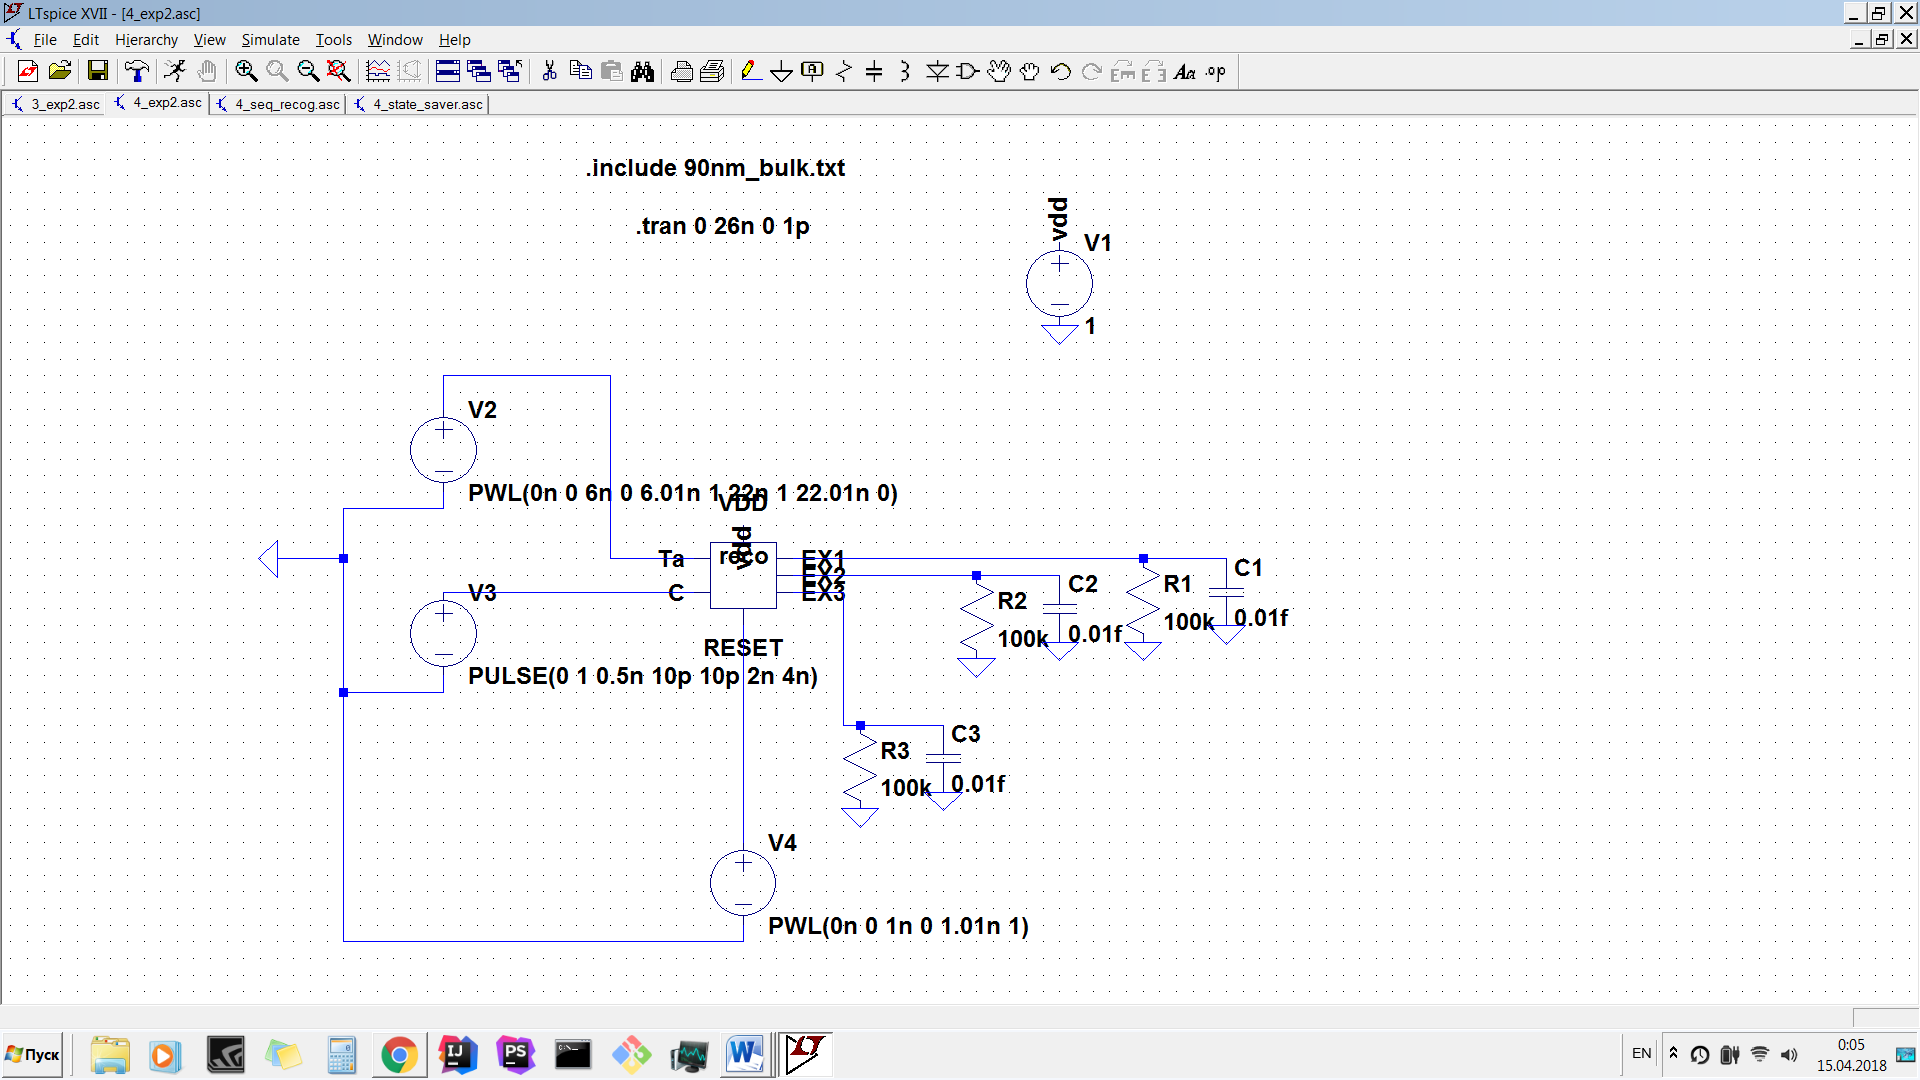 LTspice XVII - [4_exp2.asc]
File Edit Hierarchy View Simulate Tools Window Help
3_exp2.asc 4_exp2.asc 4_seq_recog.asc 4_state_saver.asc
.include 90nm_bulk.txt
.tran 0 26n 0 1p
vdd
V1
1
V2
PWL(0n 0 6n 0 6.01n 1 22n 1 22.01n 0)
VDD
vdd
reco
Ta
C
EX1
EX2
EX3
V3
PULSE(0 1 0.5n 10p 10p 2n 4n)
RESET
C1
0.01f
R1
100k
C2
0.01f
R2
100k
C3
0.01f
R3
100k
V4
PWL(0n 0 1n 0 1.01n 1)
Пуск
EN
0:05
15.04.2018